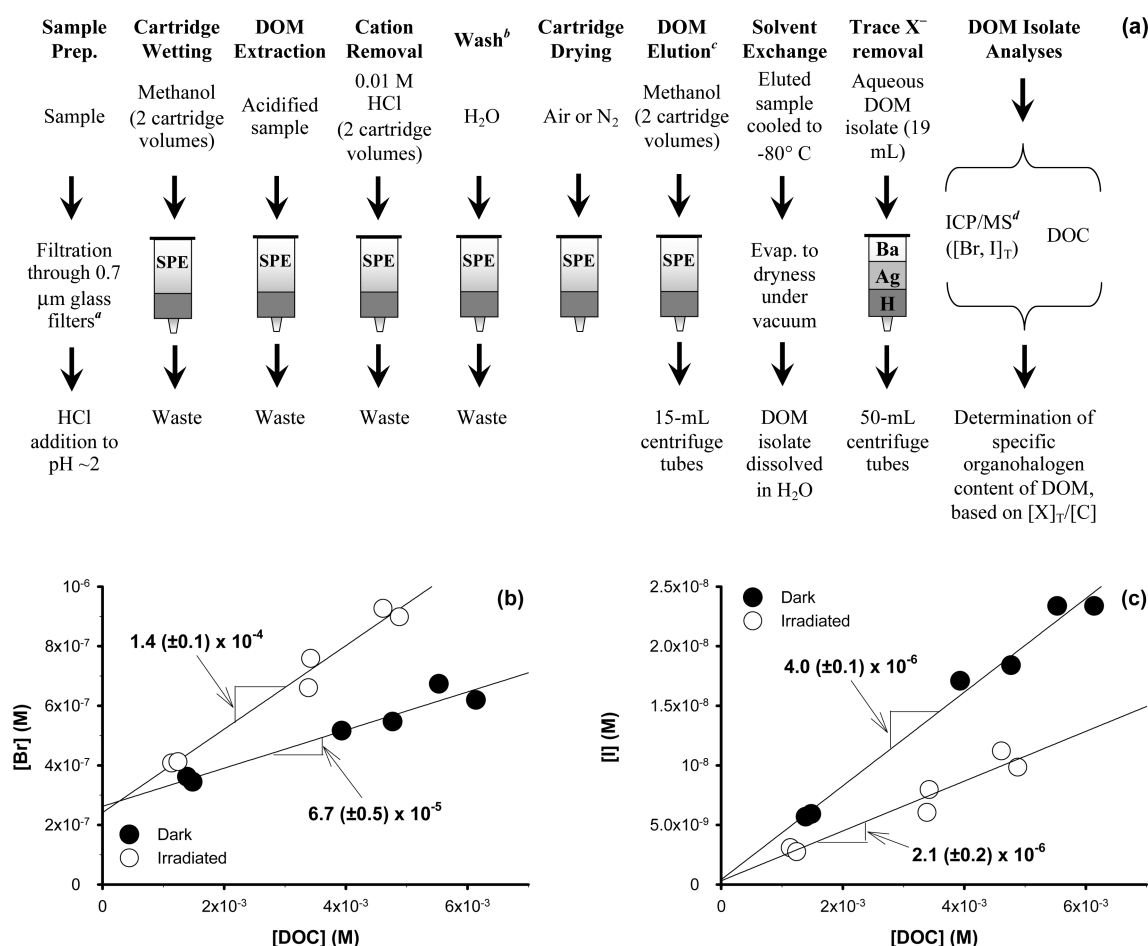 (a)
Sample
Prep.
Sample
Filtration
through 0.7
μm glass
filtersᵃ
HCl
addition to
pH ~2
Cartridge
Wetting
Methanol
(2 cartridge
volumes)
SPE
Waste
DOM
Extraction
Acidified
sample
SPE
Waste
Cation
Removal
0.01 M
HCl
(2 cartridge
volumes)
SPE
Waste
Washᵇ
H₂O
SPE
Waste
Cartridge
Drying
Air or N₂
SPE
DOM
Elutionᶜ
Methanol
(2 cartridge
volumes)
SPE
15-mL
centrifuge
tubes
Solvent
Exchange
Eluted
sample
cooled to
-80° C
Evap. to
dryness
under
vacuum
DOM
isolate
dissolved
in H₂O
Trace X⁻
removal
Aqueous
DOM
isolate (19
mL)
Ba
Ag
H
50-mL
centrifuge
tubes
DOM Isolate
Analyses
ICP/MSᵈ
([Br, I]T)
DOC
Determination of
specific
organohalogen
content of DOM,
based on [X]T/[C]
(b)
[Br] (M)
10⁻⁶
8x10⁻⁷
6x10⁻⁷
4x10⁻⁷
2x10⁻⁷
0
1.4 (±0.1) x 10⁻⁴
6.7 (±0.5) x 10⁻⁵
Dark
Irradiated
0
2x10⁻³
4x10⁻³
6x10⁻³
[DOC] (M)
(c)
[I] (M)
2.5x10⁻⁸
2.0x10⁻⁸
1.5x10⁻⁸
1x10⁻⁸
5.0x10⁻⁹
0
Dark
Irradiated
4.0 (±0.1) x 10⁻⁶
2.1 (±0.2) x 10⁻⁶
0
2x10⁻³
4x10⁻³
6x10⁻³
[DOC] (M)